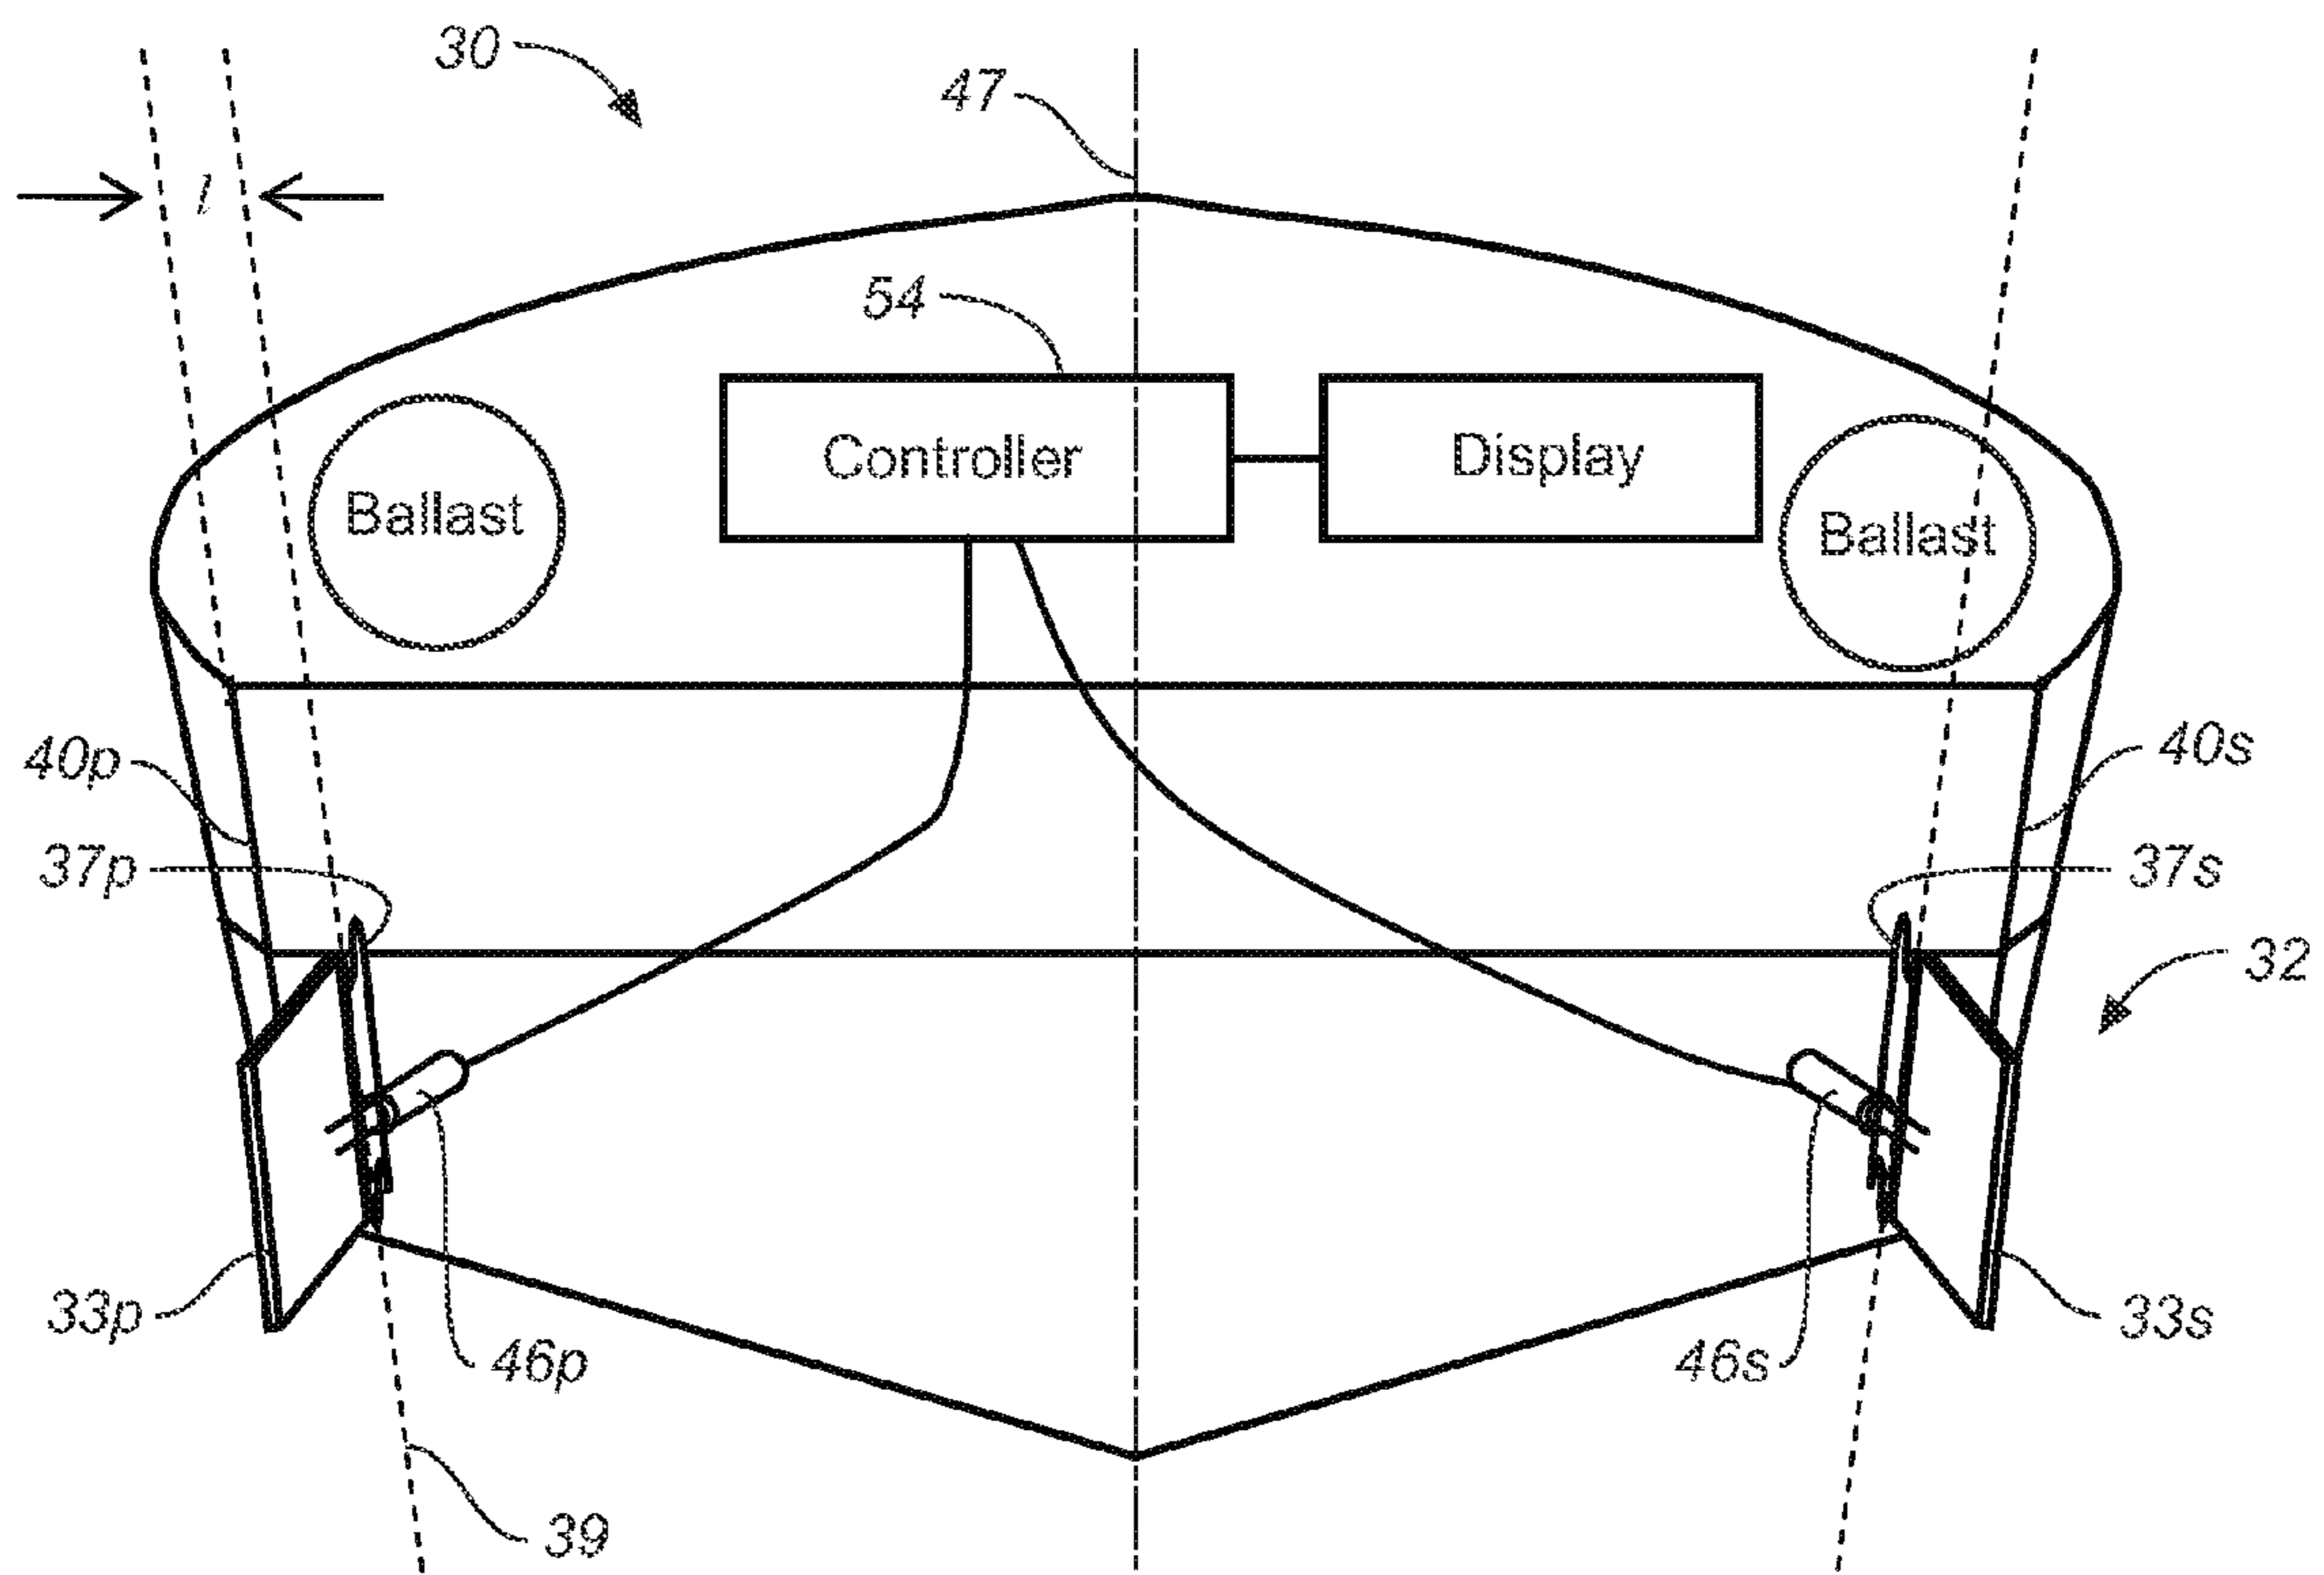 30
47
l
54
Controller
Display
Ballast
Ballast
40p
40s
37p
37s
32
33p
33s
46p
46s
39